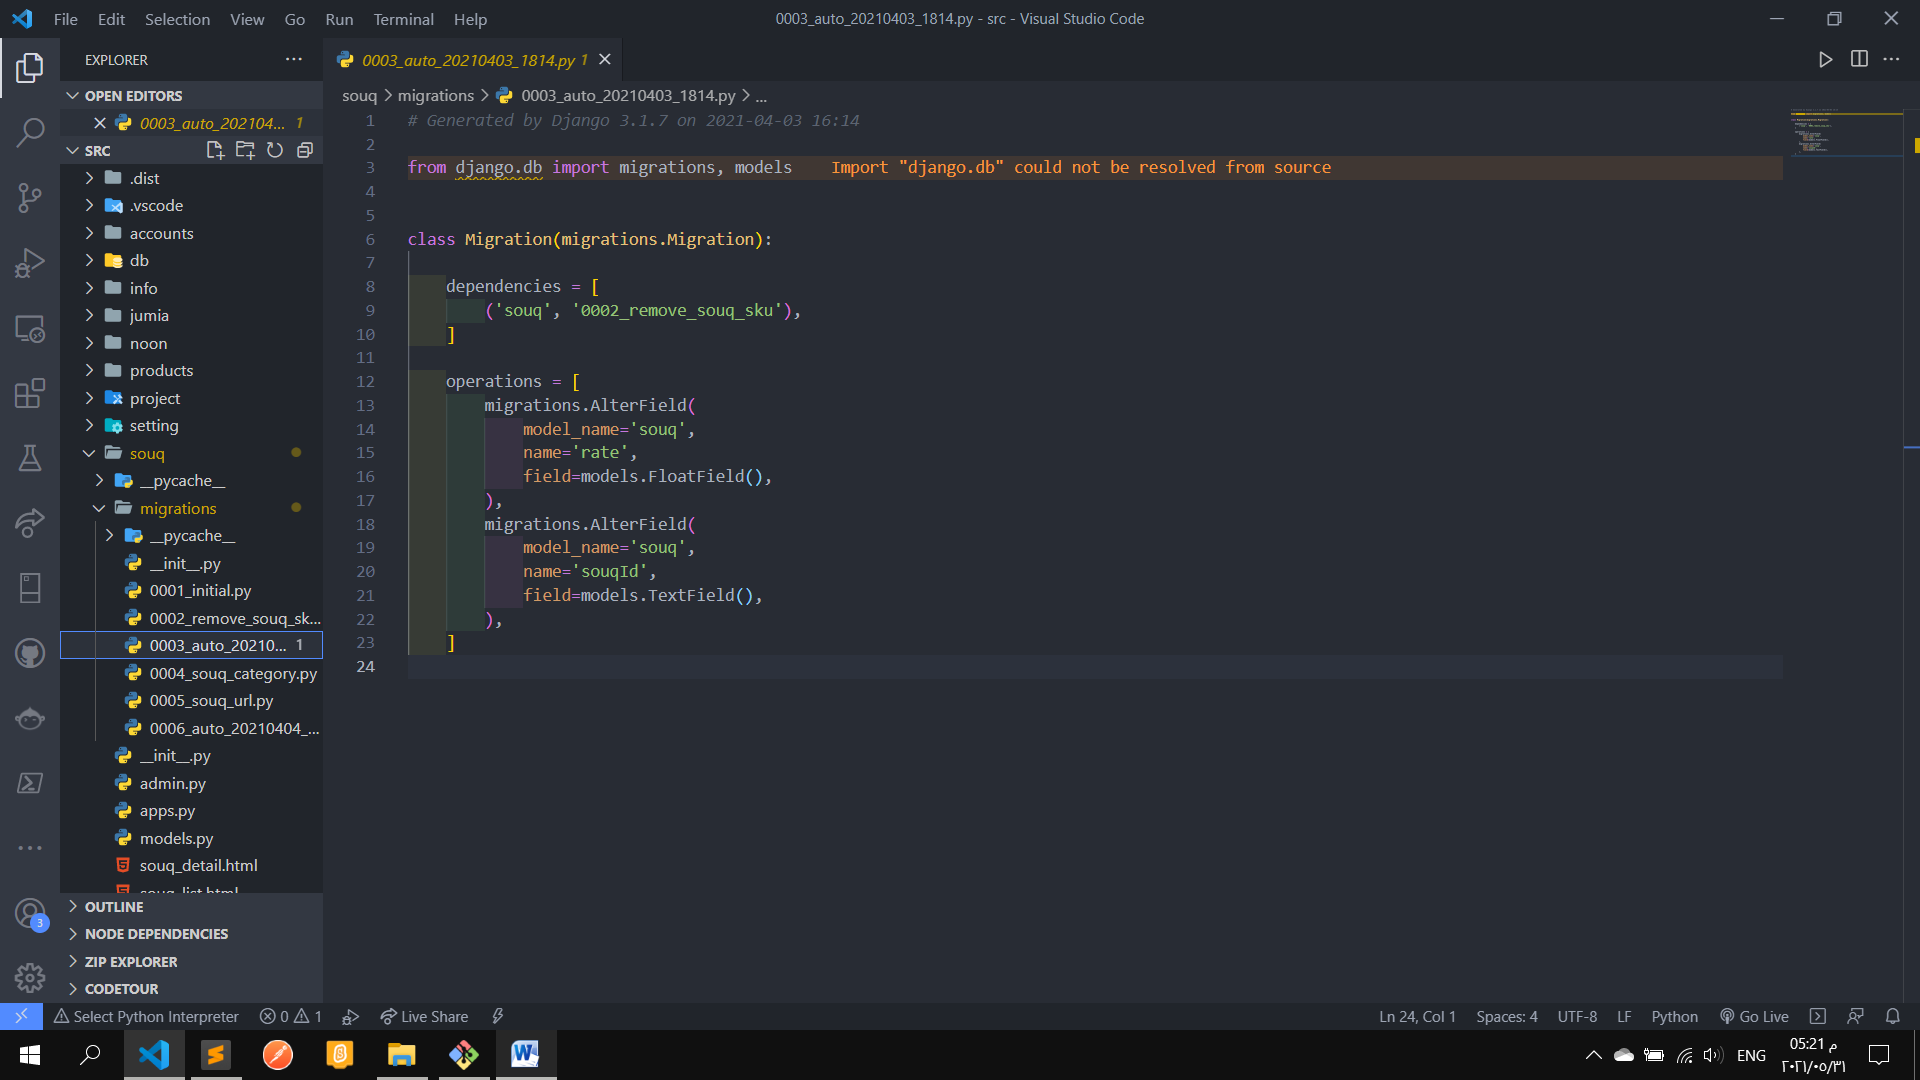 File Edit Selection View Go Run Terminal Help
0003_auto_20210403_1814.py - src - Visual Studio Code
EXPLORER
OPEN EDITORS
0003_auto_202104... 1
SRC
.dist
.vscode
accounts
db
info
jumia
noon
products
project
setting
souq
__pycache__
migrations
__pycache__
__init__.py
0001_initial.py
0002_remove_souq_sk...
0003_auto_20210... 1
0004_souq_category.py
0005_souq_url.py
0006_auto_20210404_...
__init__.py
admin.py
apps.py
models.py
souq_detail.html
souq_list.html
OUTLINE
NODE DEPENDENCIES
ZIP EXPLORER
CODETOUR
3
0003_auto_20210403_1814.py 1
souq > migrations > 0003_auto_20210403_1814.py > ...
1 # Generated by Django 3.1.7 on 2021-04-03 16:14
2
3 from django.db import migrations, models Import "django.db" could not be resolved from source
4
5
6 class Migration(migrations.Migration):
7
8 dependencies = [
9 ('souq', '0002_remove_souq_sku'),
10 ]
11
12 operations = [
13 migrations.AlterField(
14 model_name='souq',
15 name='rate',
16 field=models.FloatField(),
17 ),
18 migrations.AlterField(
19 model_name='souq',
20 name='souqId',
21 field=models.TextField(),
22 ),
23 ]
24
Select Python Interpreter 0 1 Live Share
Ln 24, Col 1 Spaces: 4 UTF-8 LF Python Go Live
ENG
05:21 م
٢٠٢١/٠٥/٣١